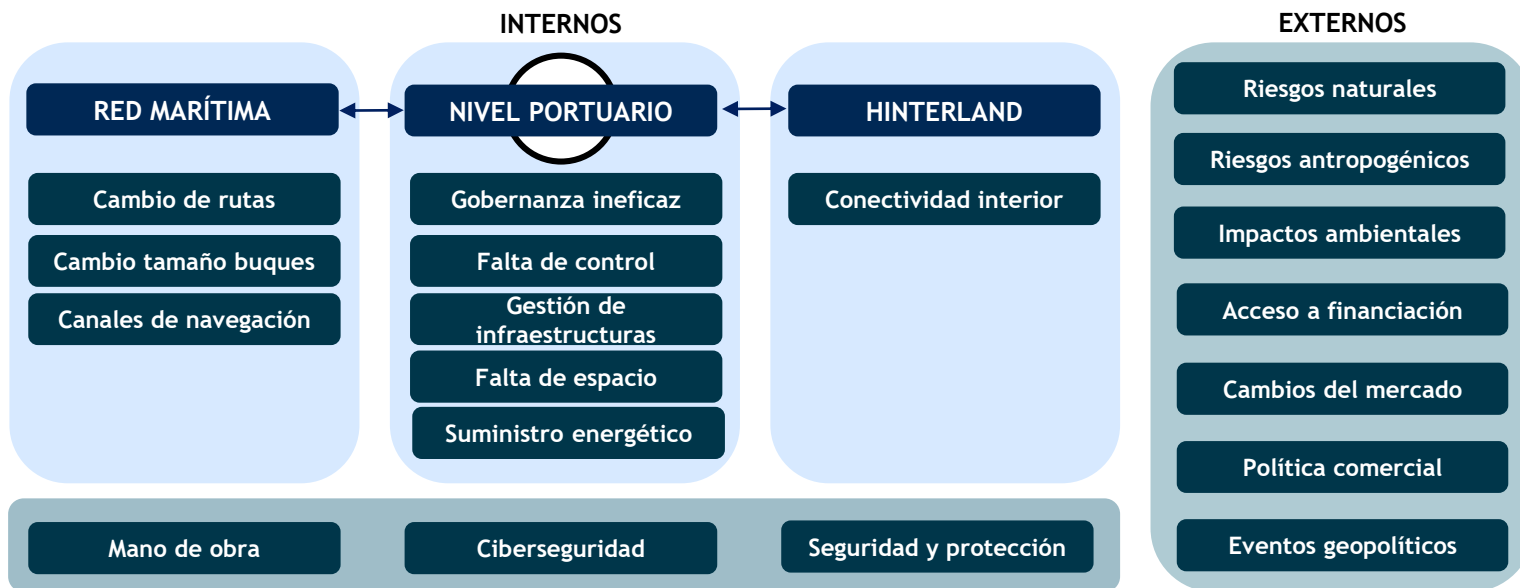 INTERNOS
EXTERNOS
RED MARÍTIMA
NIVEL PORTUARIO
HINTERLAND
Cambio de rutas
Cambio tamaño buques
Canales de navegación
Gobernanza ineficaz
Falta de control
Gestión de
infraestructuras
Falta de espacio
Suministro energético
Conectividad interior
Mano de obra
Ciberseguridad
Seguridad y protección
Riesgos naturales
Riesgos antropogénicos
Impactos ambientales
Acceso a financiación
Cambios del mercado
Política comercial
Eventos geopolíticos